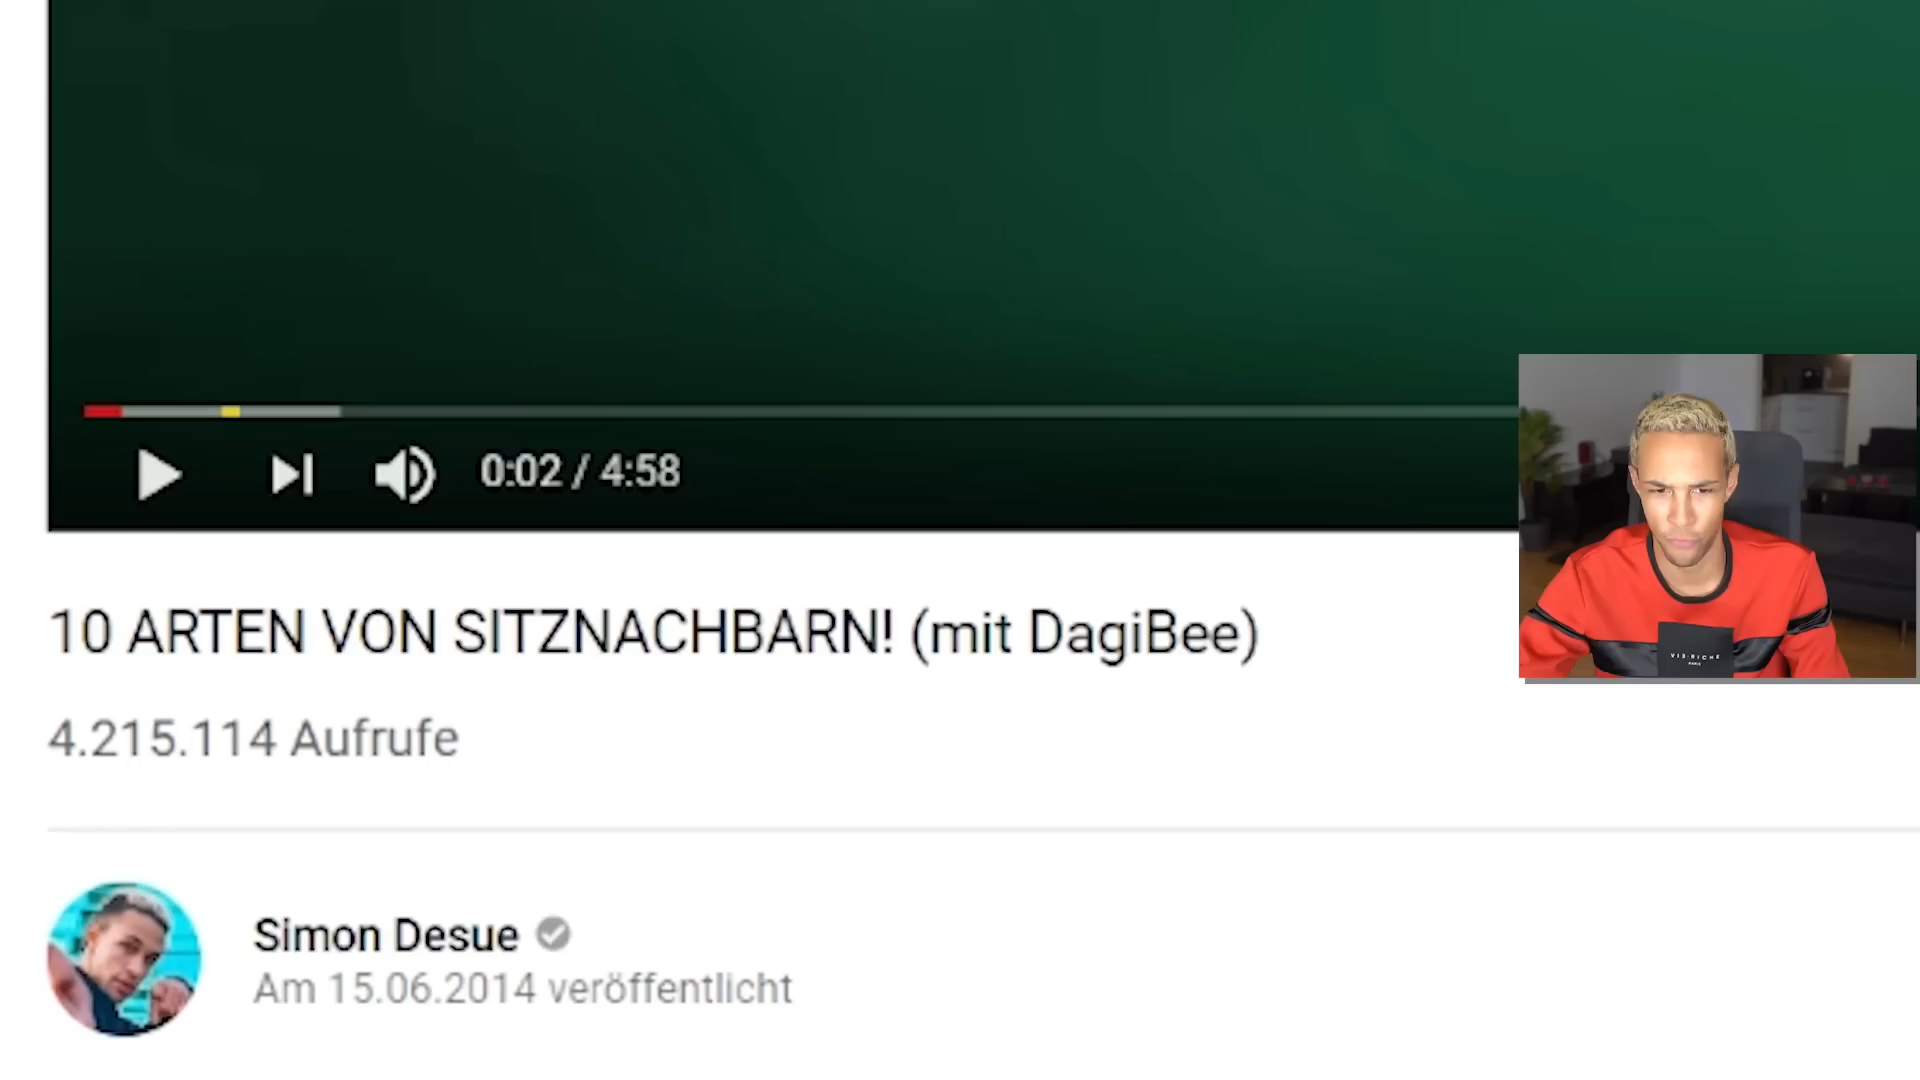 0:02 / 4:58
10 ARTEN VON SITZNACHBARN! (mit DagiBee)
4.215.114 Aufrufe
Simon Desue
Am 15.06.2014 veröffentlicht